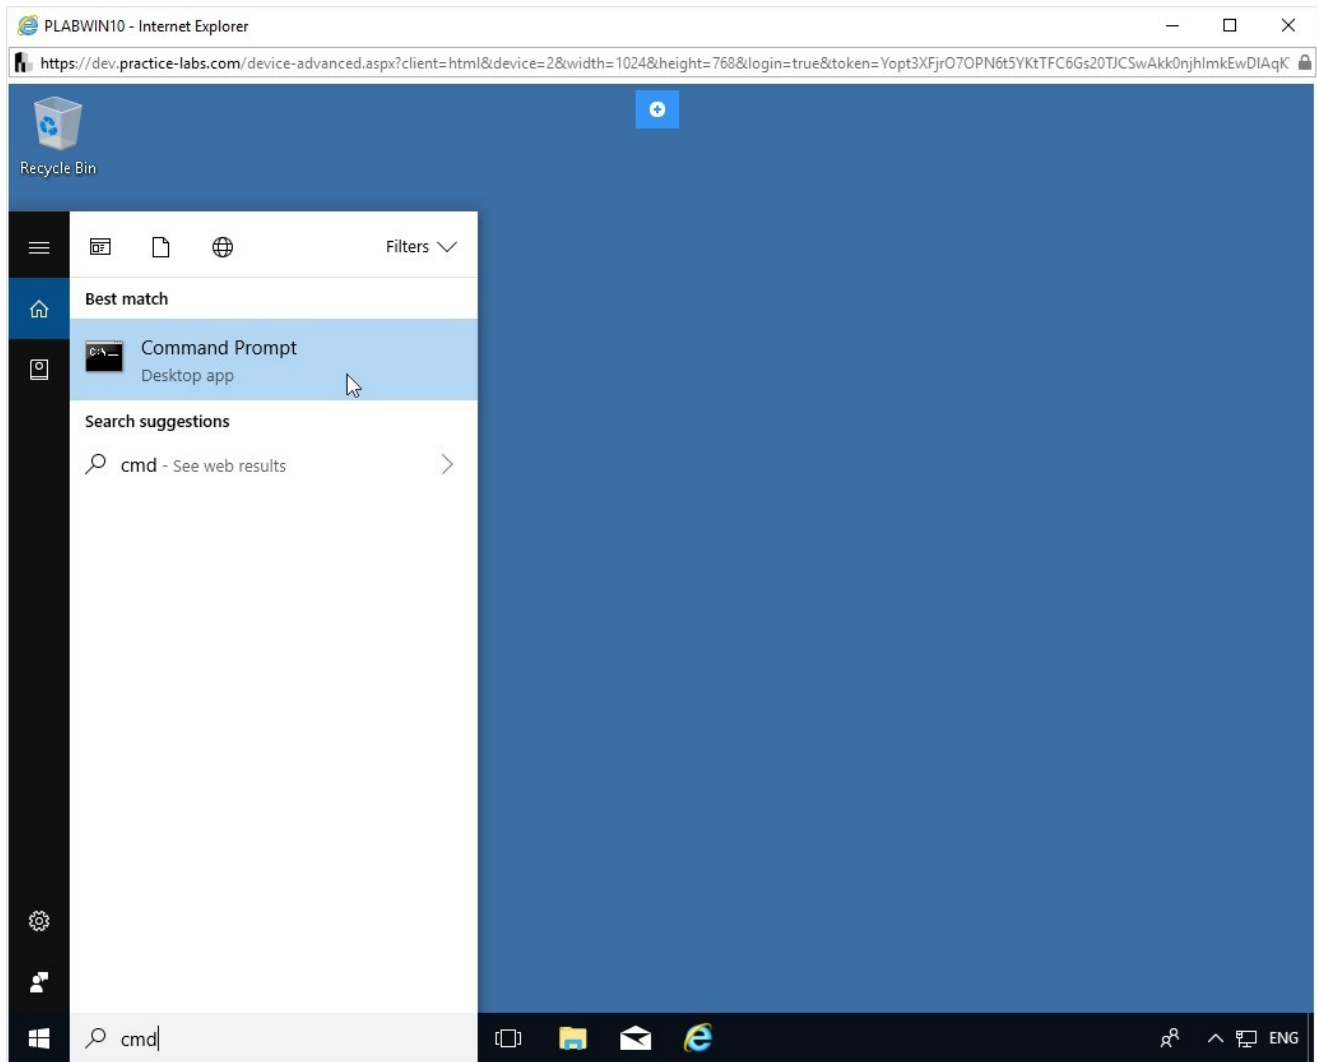 PLABWIN10 - Internet Explorer
https://dev.practice-labs.com/device-advanced.aspx?client=html&device=2&width=1024&height=768&login=true&token=Yopt3XFjrO7OPN6t5YKtTFC6Gs20TJCSwAkk0njhlmkEwDIAqK
Recycle Bin
Filters
Best match
C:\_
Command Prompt
Desktop app
Search suggestions
cmd - See web results
cmd
ENG